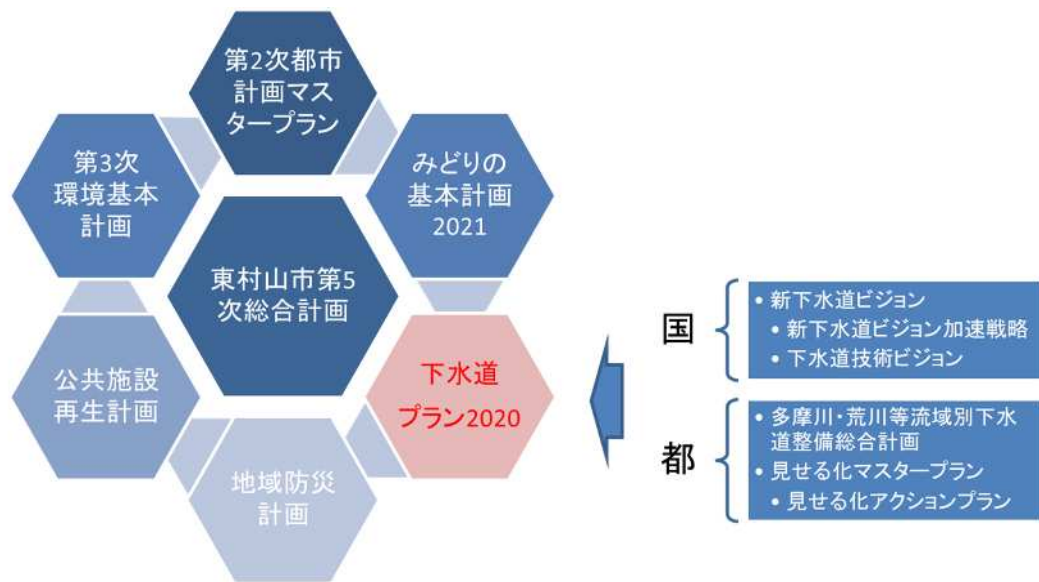 第2次都市
計画マス
タープラン
第3次
環境基本
計画
みどりの
基本計画
2021
東村山市第5
次総合計画
公共施設
再生計画
下水道
プラン2020
地域防災
計画
国
• 新下水道ビジョン
• 新下水道ビジョン加速戦略
• 下水道技術ビジョン
都
• 多摩川・荒川等流域別下水
道整備総合計画
• 見せる化マスタープラン
• 見せる化アクションプラン